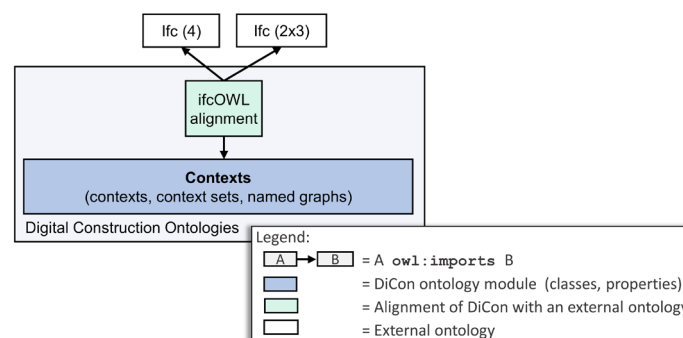 Ifc (4)
Ifc (2x3)
ifcOWL
alignment
Contexts
(contexts, context sets, named graphs)
Digital Construction Ontologies
Legend:
A B = A owl:imports B
= DiCon ontology module (classes, properties)
= Alignment of DiCon with an external ontology
= External ontology